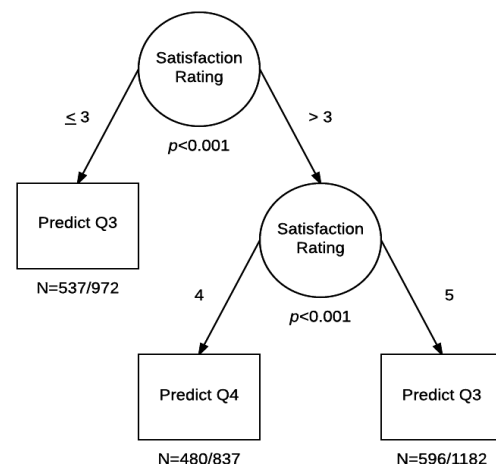 Satisfaction
Rating
≤ 3
> 3
p<0.001
Predict Q3
Satisfaction
Rating
N=537/972
4
5
p<0.001
Predict Q4
Predict Q3
N=480/837
N=596/1182